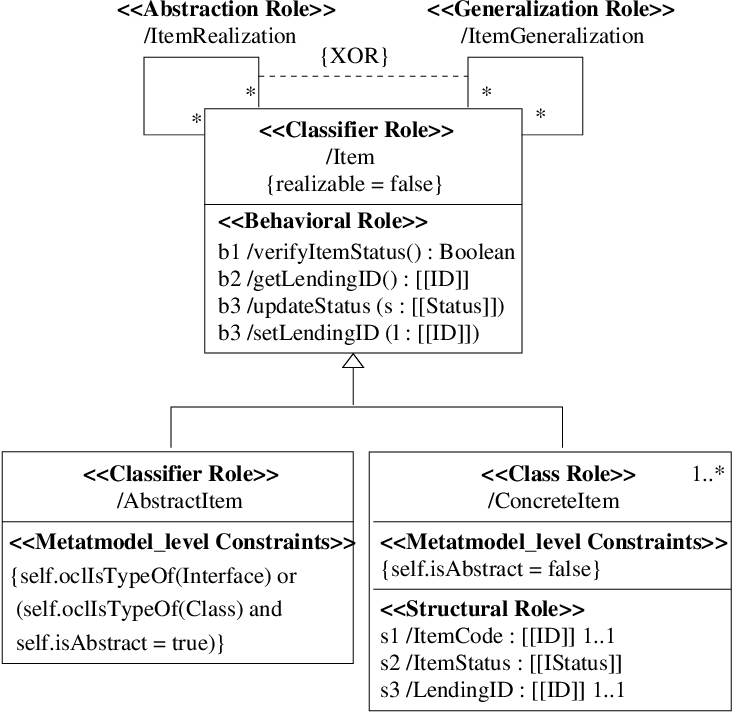 <<Abstraction Role>>
/ItemRealization
<<Generalization Role>>
/ItemGeneralization
{XOR}
*
*
*
*
<<Classifier Role>>
/Item
{realizable = false}
<<Behavioral Role>>
b1 /verifyItemStatus() : Boolean
b2 /getLendingID() : [[ID]]
b3 /updateStatus (s : [[Status]])
b3 /setLendingID (l : [[ID]])
<<Classifier Role>>
/AbstractItem
<<Metatmodel_level Constraints>>
{self.oclIsTypeOf(Interface) or
(self.oclIsTypeOf(Class) and
self.isAbstract = true)}
<<Class Role>> 1..*
/ConcreteItem
<<Metatmodel_level Constraints>>
{self.isAbstract = false}
<<Structural Role>>
s1 /ItemCode : [[ID]] 1..1
s2 /ItemStatus : [[IStatus]]
s3 /LendingID : [[ID]] 1..1